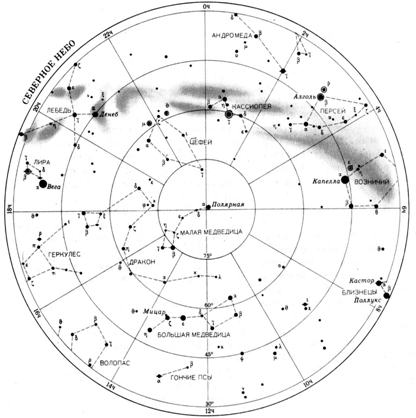 СЕВЕРНОЕ НЕБО
0ч
22ч
2ч
АНДРОМЕДА
20ч
4ч
Алголь
ПЕРСЕЙ
ЛЕБЕДЬ
Денеб
КАССИОПЕЯ
ЦЕФЕЙ
ЛИРА
Вега
Капелла
ВОЗНИЧИЙ
Полярная
18ч
6ч
МАЛАЯ МЕДВЕДИЦА
ГЕРКУЛЕС
ДРАКОН
75°
Кастор
БЛИЗНЕЦЫ
Поллукс
8ч
60°
Мицар
БОЛЬШАЯ МЕДВЕДИЦА
45°
ВОЛОПАС
ГОНЧИЕ ПСЫ
14ч
10ч
30°
12ч